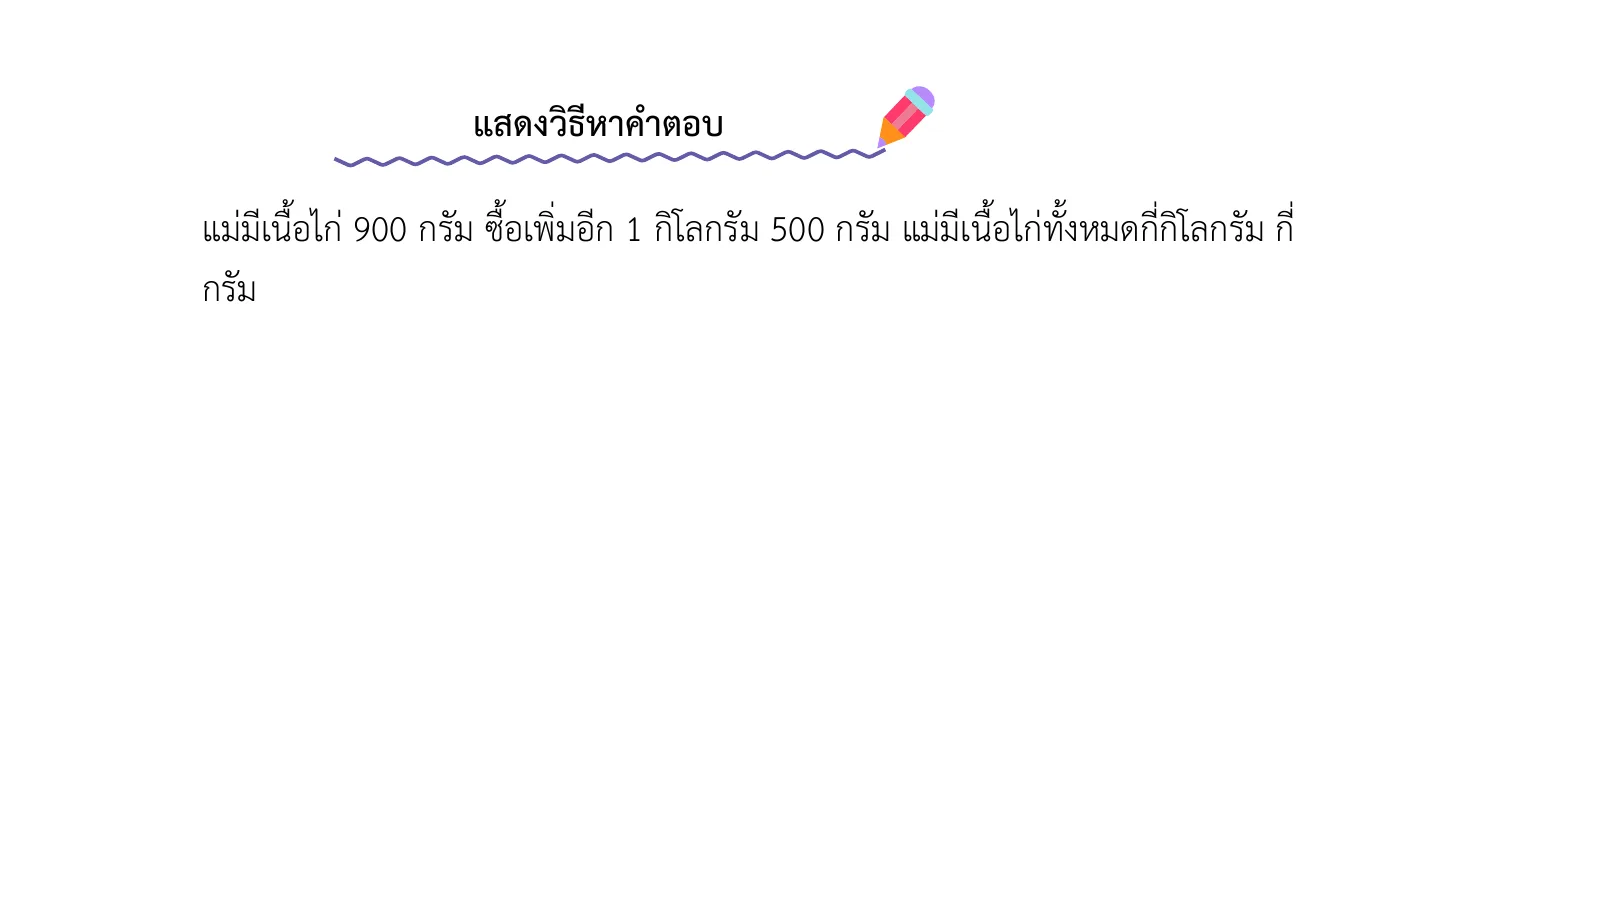 แสดงวิธีหาคำตอบ
แม่มีเนื้อไก่ 900 กรัม ซื้อเพิ่มอีก 1 กิโลกรัม 500 กรัม แม่มีเนื้อไก่ทั้งหมดกี่กิโลกรัม กี่
กรัม